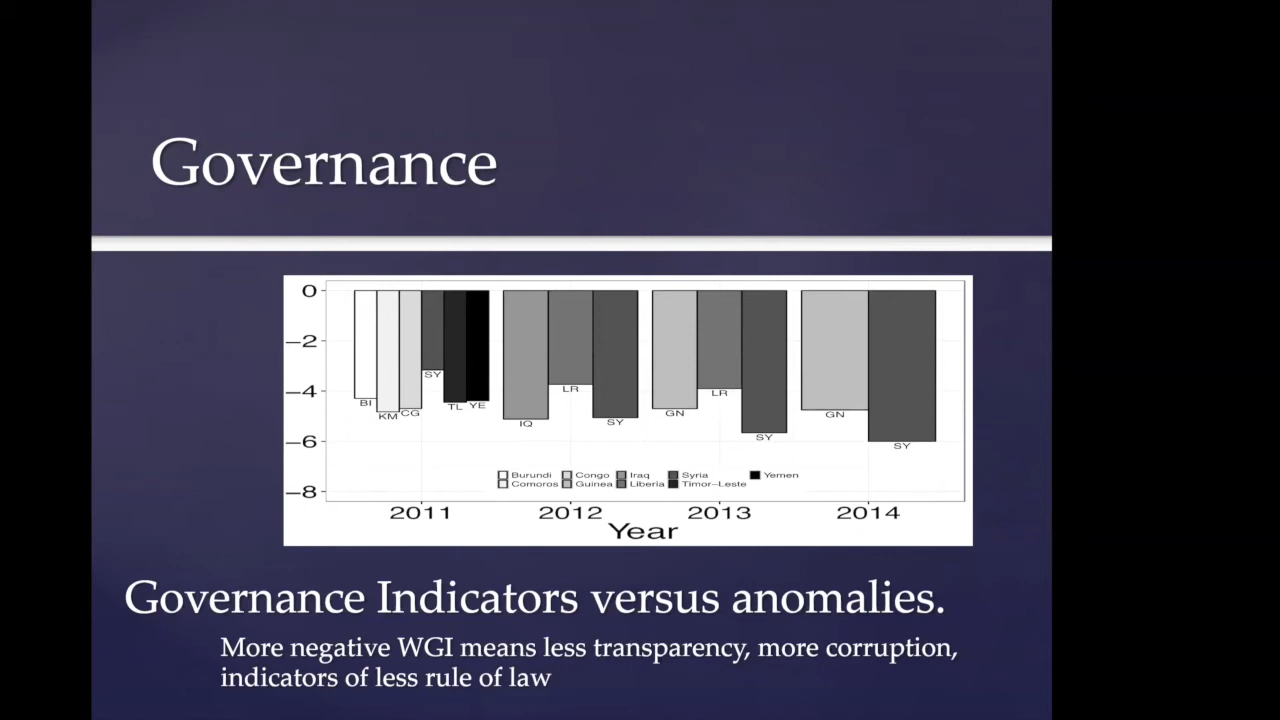 Governance
0
−2
−4
−6
−8
BI
KM
CG
SY
TL
YE
IQ
LR
SY
GN
LR
SY
GN
SY
Burundi Congo Iraq Syria Yemen
Comoros Guinea Liberia Timor−Leste
2011 2012 2013 2014
Year
Governance Indicators versus anomalies.
More negative WGI means less transparency, more corruption,
indicators of less rule of law